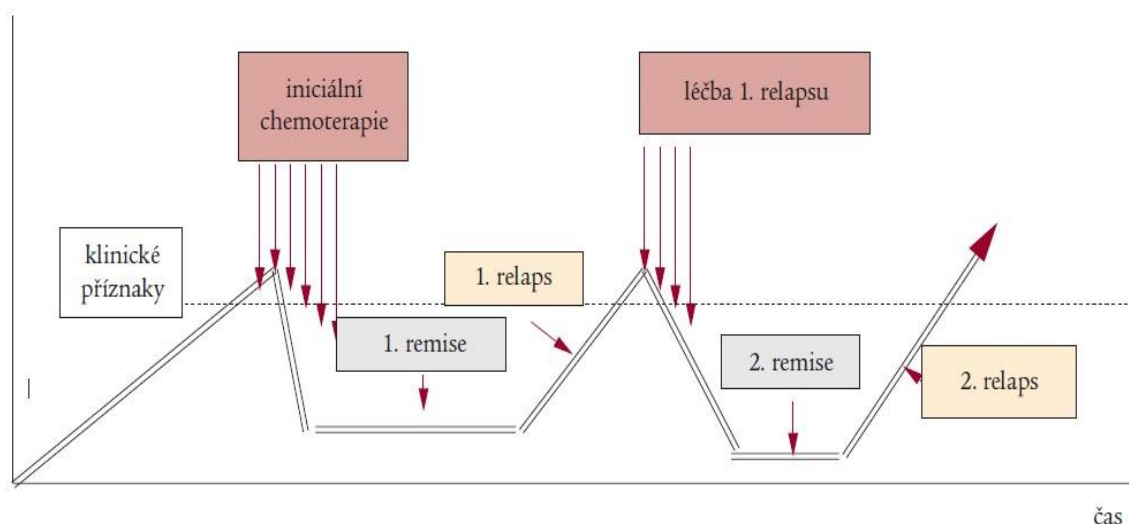 iniciální
chemoterapie
léčba 1. relapsu
klinické
příznaky
1. relaps
1. remise
2. remise
2. relaps
čas